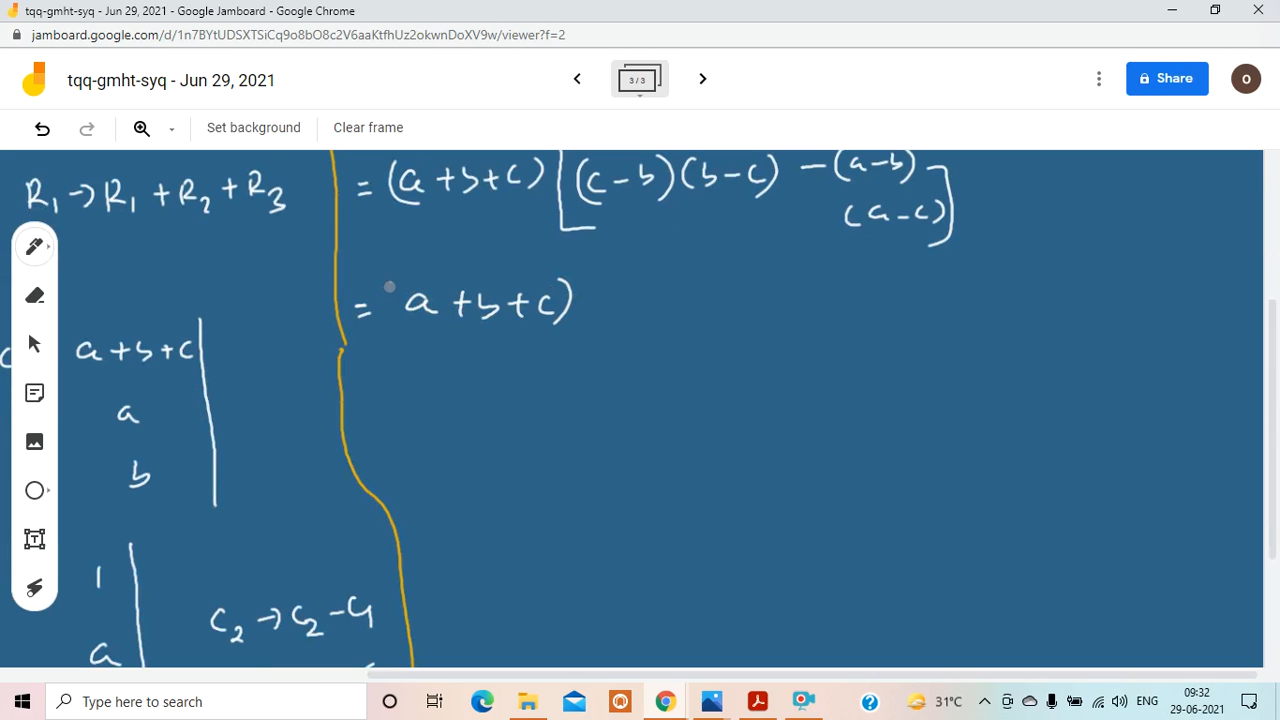 tqq-gmht-syq - Jun 29, 2021 - Google Jamboard - Google Chrome
jamboard.google.com/d/1n7BYtUDSXTSiCq9o8bO8c2V6aaKtfhUz2okwnDoXV9w/viewer?f=2
tqq-gmht-syq - Jun 29, 2021
3 / 3
Share
O
Set background
Clear frame
R₁ → R₁ + R₂ + R₃
a+b+c
a
b
1
a
C₂ → C₂ - C₁
= (a+b+c) [(c-b)(b-c) - (a-b)
(a-c)]
= a+b+c)
Type here to search
31°C
ENG
09:32
29-06-2021